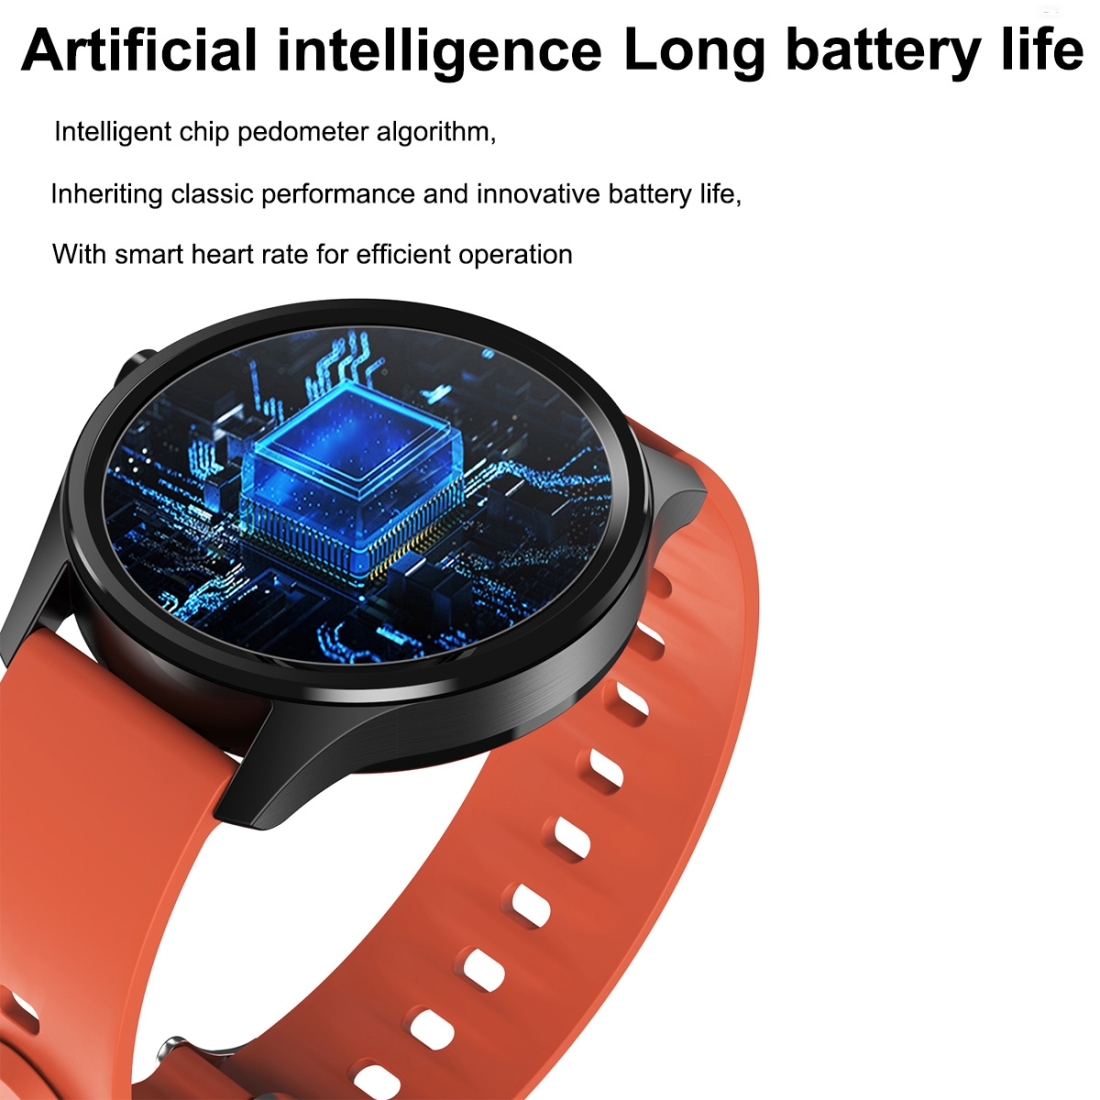 Artificial intelligence Long battery life
Intelligent chip pedometer algorithm,
Inheriting classic performance and innovative battery life,
With smart heart rate for efficient operation